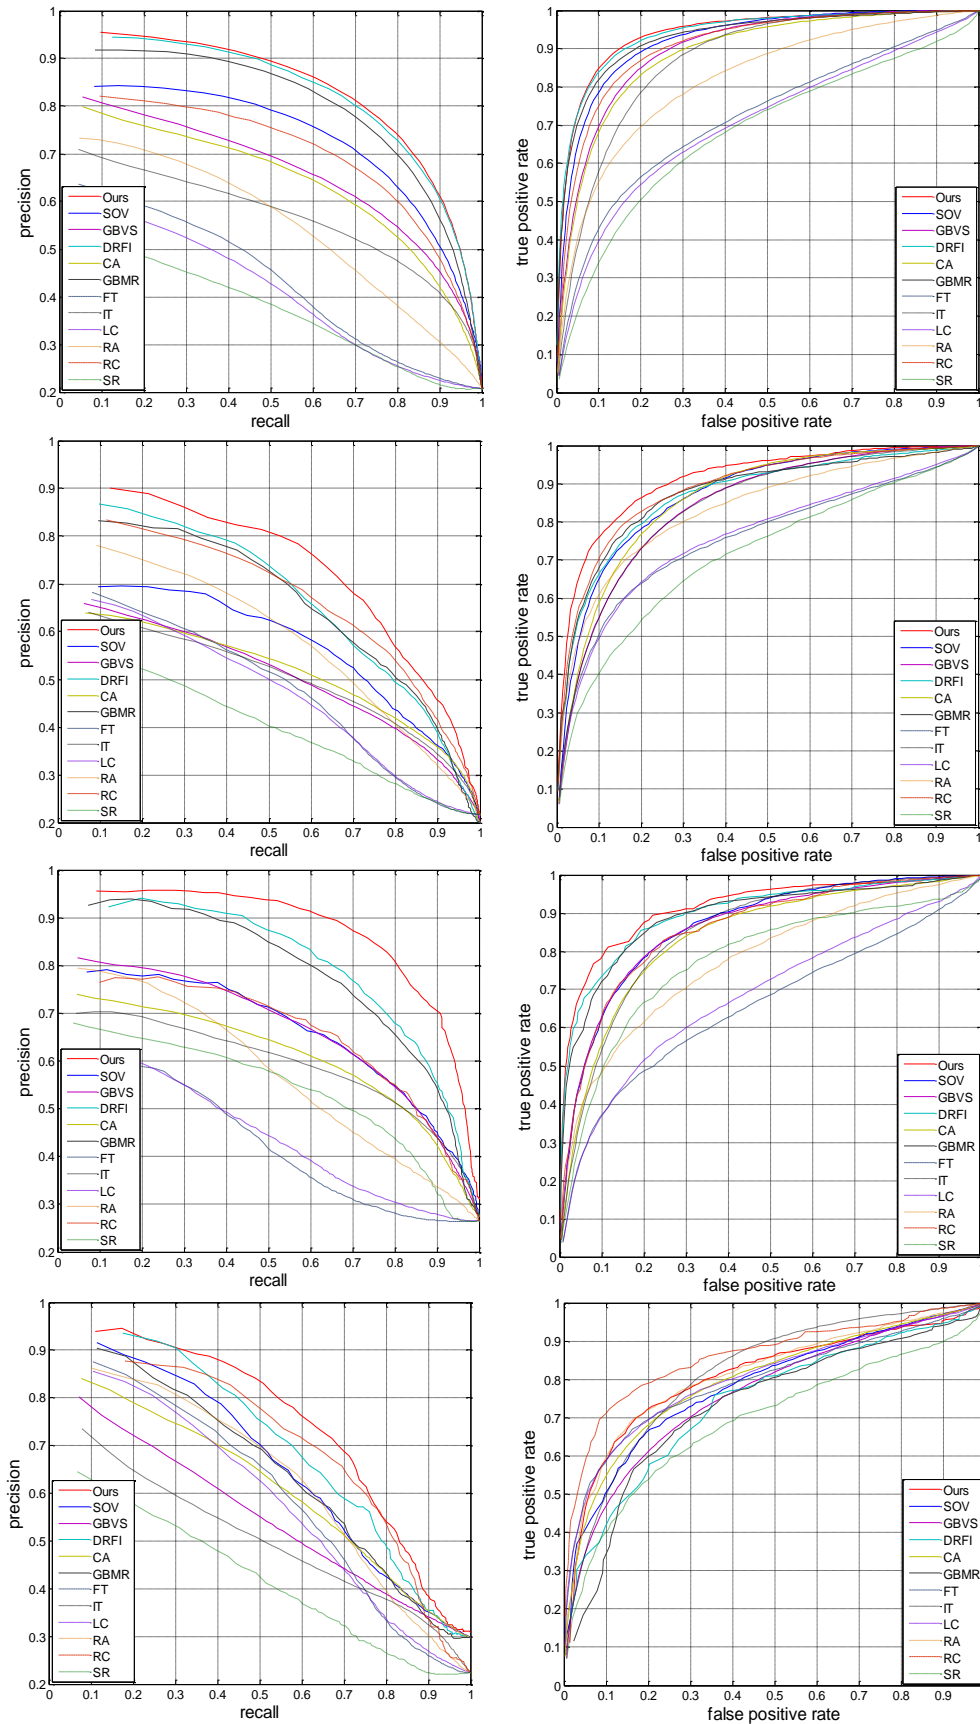 1
0.9
0.8
0.7
0.6
0.5
0.4
0.3
0.2
precision
Ours
SOV
GBVS
DRFI
CA
GBMR
FT
IT
LC
RA
RC
SR
0 0.1 0.2 0.3 0.4 0.5 0.6 0.7 0.8 0.9 1
recall
1
0.9
0.8
0.7
0.6
0.5
0.4
0.3
0.2
0.1
0
true positive rate
Ours
SOV
GBVS
DRFI
CA
GBMR
FT
IT
LC
RA
RC
SR
0 0.1 0.2 0.3 0.4 0.5 0.6 0.7 0.8 0.9 1
false positive rate
1
0.9
0.8
0.7
0.6
0.5
0.4
0.3
0.2
precision
Ours
SOV
GBVS
DRFI
CA
GBMR
FT
IT
LC
RA
RC
SR
0 0.1 0.2 0.3 0.4 0.5 0.6 0.7 0.8 0.9 1
recall
1
0.9
0.8
0.7
0.6
0.5
0.4
0.3
0.2
0.1
0
true positive rate
Ours
SOV
GBVS
DRFI
CA
GBMR
FT
IT
LC
RA
RC
SR
0 0.1 0.2 0.3 0.4 0.5 0.6 0.7 0.8 0.9 1
false positive rate
1
0.9
0.8
0.7
0.6
0.5
0.4
0.3
0.2
precision
Ours
SOV
GBVS
DRFI
CA
GBMR
FT
IT
LC
RA
RC
SR
0 0.1 0.2 0.3 0.4 0.5 0.6 0.7 0.8 0.9 1
recall
1
0.9
0.8
0.7
0.6
0.5
0.4
0.3
0.2
0.1
0
true positive rate
Ours
SOV
GBVS
DRFI
CA
GBMR
FT
IT
LC
RA
RC
SR
0 0.1 0.2 0.3 0.4 0.5 0.6 0.7 0.8 0.9 1
false positive rate
1
0.9
0.8
0.7
0.6
0.5
0.4
0.3
0.2
precision
Ours
SOV
GBVS
DRFI
CA
GBMR
FT
IT
LC
RA
RC
SR
0 0.1 0.2 0.3 0.4 0.5 0.6 0.7 0.8 0.9 1
recall
1
0.9
0.8
0.7
0.6
0.5
0.4
0.3
0.2
0.1
0
true positive rate
Ours
SOV
GBVS
DRFI
CA
GBMR
FT
IT
LC
RA
RC
SR
0 0.1 0.2 0.3 0.4 0.5 0.6 0.7 0.8 0.9 1
false positive rate